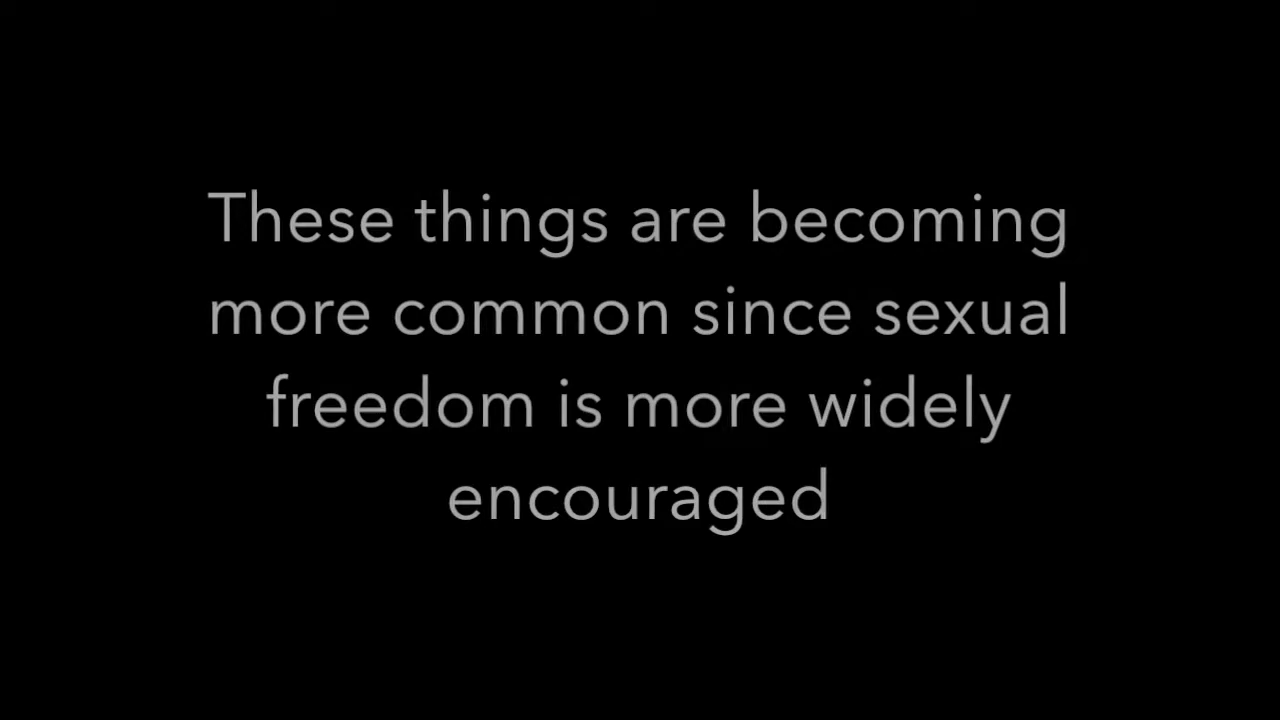 These things are becoming
more common since sexual
freedom is more widely
encouraged